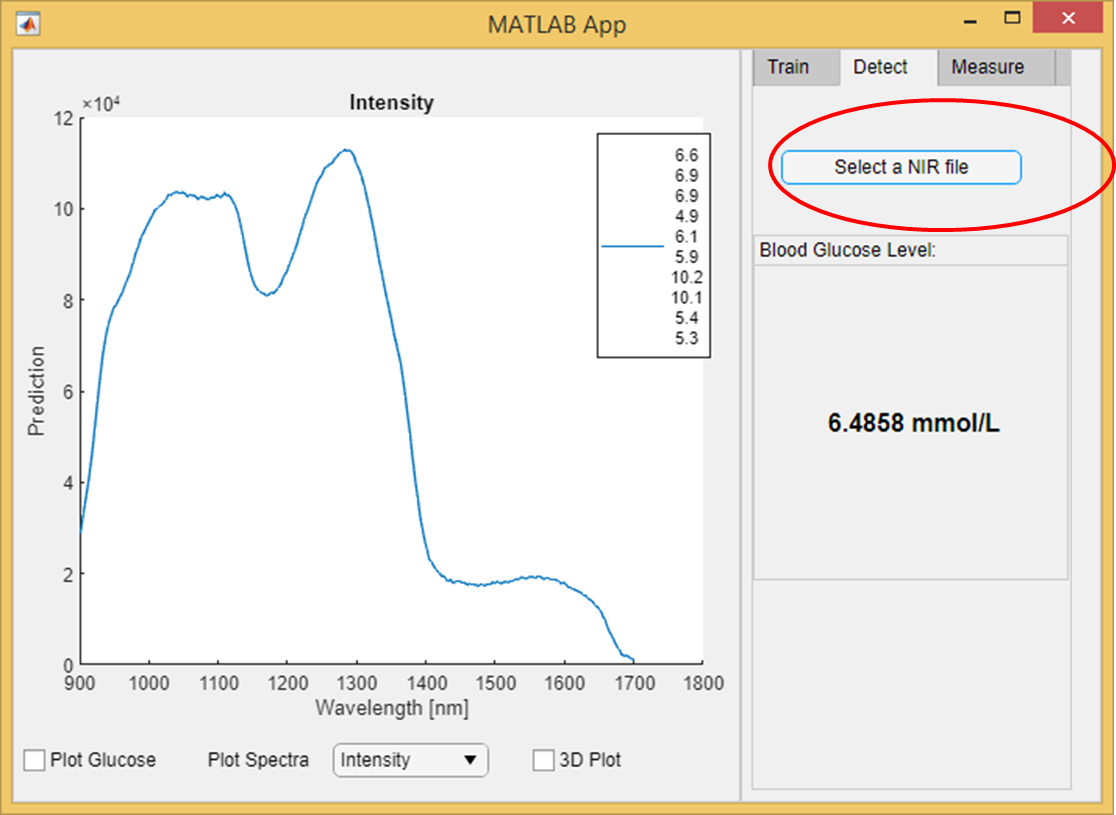 MATLAB App
Train Detect Measure
Intensity
×10⁴
12
10
8
6
4
2
0
Prediction
900 1000 1100 1200 1300 1400 1500 1600 1700 1800
Wavelength [nm]
6.6
6.9
6.9
4.9
6.1
5.9
10.2
10.1
5.4
5.3
Select a NIR file
Blood Glucose Level:
6.4858 mmol/L
Plot Glucose Plot Spectra Intensity 3D Plot